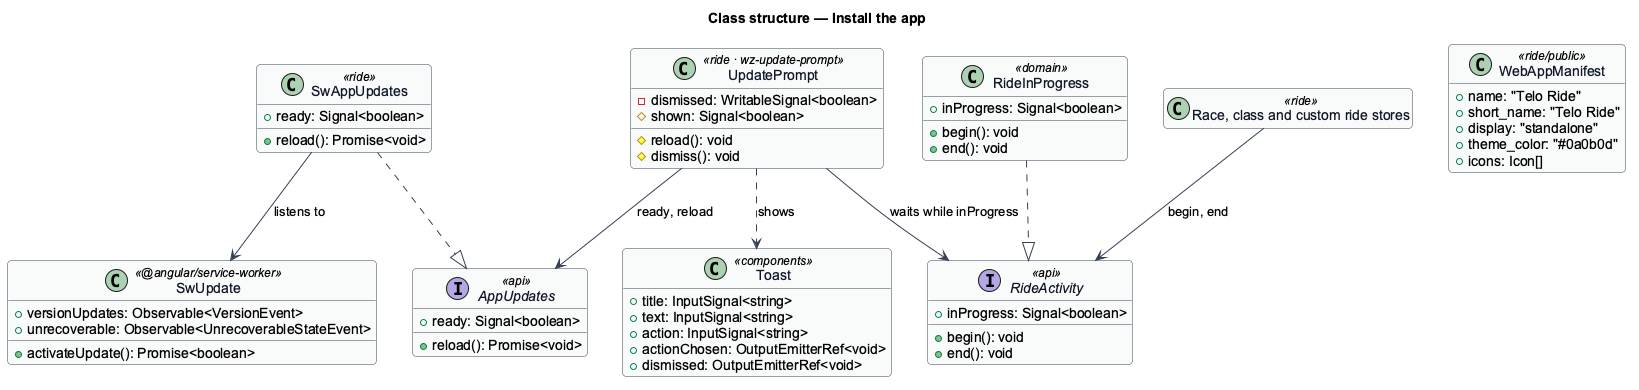 Class structure — Install the app
«ride»
C SwAppUpdates
ready: Signal<boolean>
reload(): Promise<void>
«ride · wz-update-prompt»
C UpdatePrompt
dismissed: WritableSignal<boolean>
shown: Signal<boolean>
reload(): void
dismiss(): void
«domain»
C RideInProgress
inProgress: Signal<boolean>
begin(): void
end(): void
«ride»
C Race, class and custom ride stores
«ride/public»
C WebAppManifest
name: "Telo Ride"
short_name: "Telo Ride"
display: "standalone"
theme_color: "#0a0b0d"
icons: Icon[]
listens to
ready, reload
shows
waits while inProgress
begin, end
«@angular/service-worker»
C SwUpdate
versionUpdates: Observable<VersionEvent>
unrecoverable: Observable<UnrecoverableStateEvent>
activateUpdate(): Promise<boolean>
«api»
I AppUpdates
ready: Signal<boolean>
reload(): Promise<void>
«components»
C Toast
title: InputSignal<string>
text: InputSignal<string>
action: InputSignal<string>
actionChosen: OutputEmitterRef<void>
dismissed: OutputEmitterRef<void>
«api»
I RideActivity
inProgress: Signal<boolean>
begin(): void
end(): void